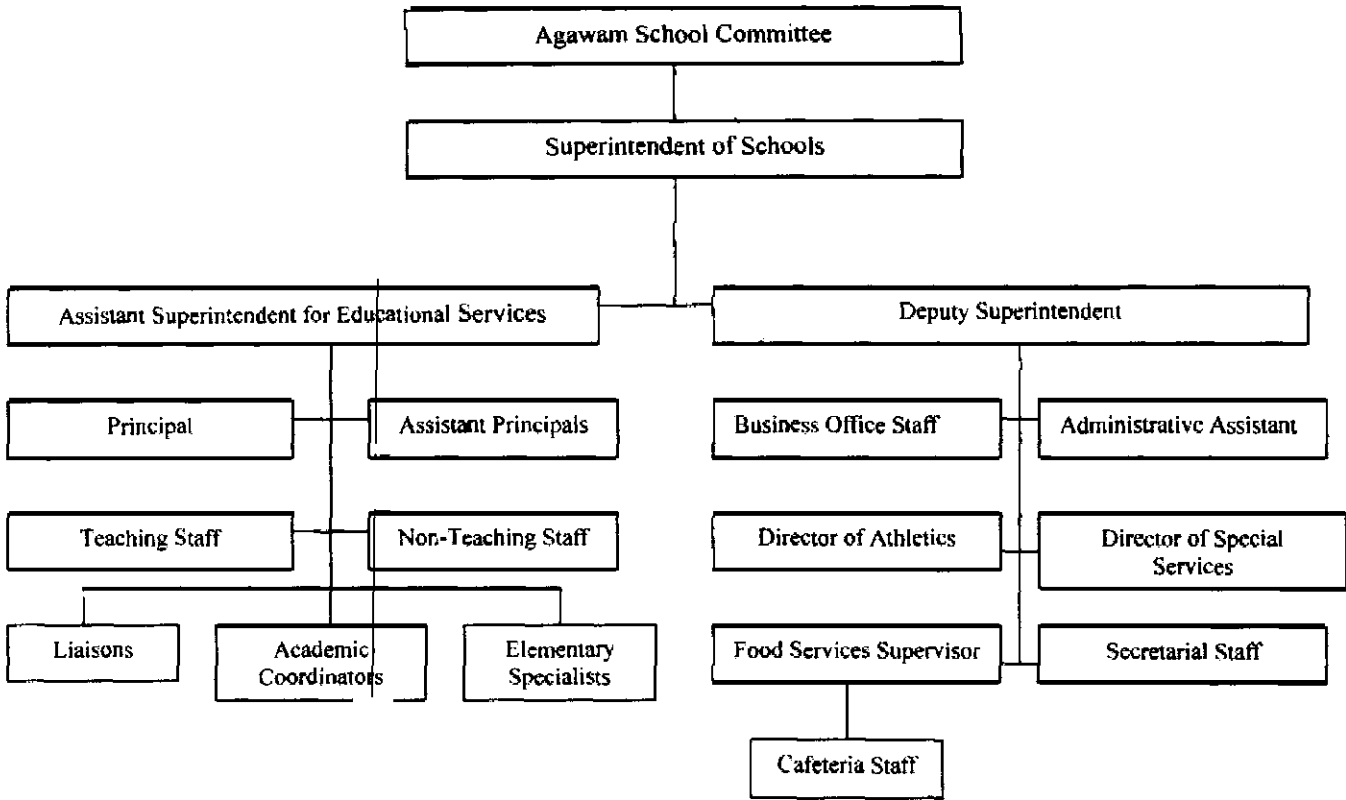 Agawam School Committee
Superintendent of Schools
Assistant Superintendent for Educational Services
Deputy Superintendent
Principal
Assistant Principals
Business Office Staff
Administrative Assistant
Teaching Staff
Non-Teaching Staff
Director of Athletics
Director of Special
Services
Liaisons
Academic
Coordinators
Elementary
Specialists
Food Services Supervisor
Secretarial Staff
Cafeteria Staff